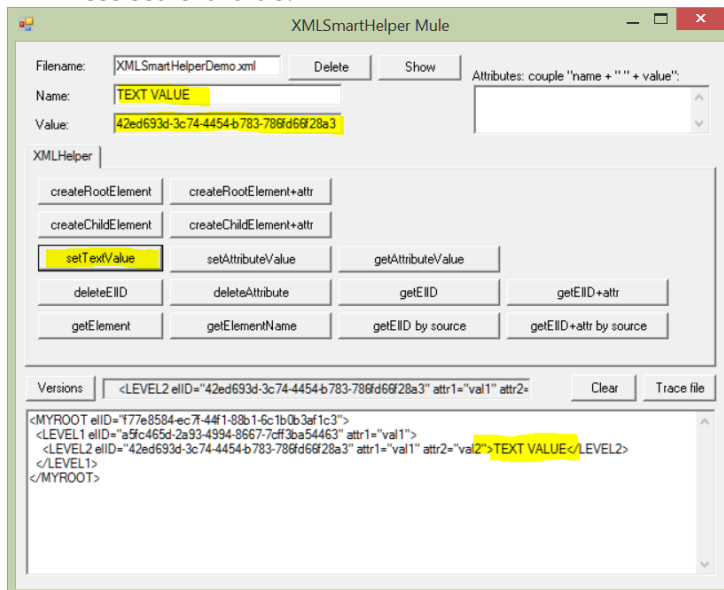 XMLSmartHelper Mule
Filename: XMLSmartHelperDemo.xml Delete Show
Attributes: couple "name + " " + value":
Name: TEXT VALUE
Value: 42ed693d-3c74-4454-b783-786fd66f28a3
XMLHelper
createRootElement createRootElement+attr
createChildElement createChildElement+attr
setTextValue setAttributeValue getAttributeValue
deleteElID deleteAttribute getElID getElID+attr
getElement getElementName getElID by source getElID+attr by source
Versions <LEVEL2 elID="42ed693d-3c74-4454-b783-786fd66f28a3" attr1="val1" attr2= Clear Trace file
<MYROOT elID="f77e8584-ec7f-44f1-88b1-6c1b0b3af1c3">
<LEVEL1 elID="a5fc465d-2a93-4994-8667-7cff3ba54463" attr1="val1">
<LEVEL2 elID="42ed693d-3c74-4454-b783-786fd66f28a3" attr1="val1" attr2="val2">TEXT VALUE</LEVEL2>
</LEVEL1>
</MYROOT>